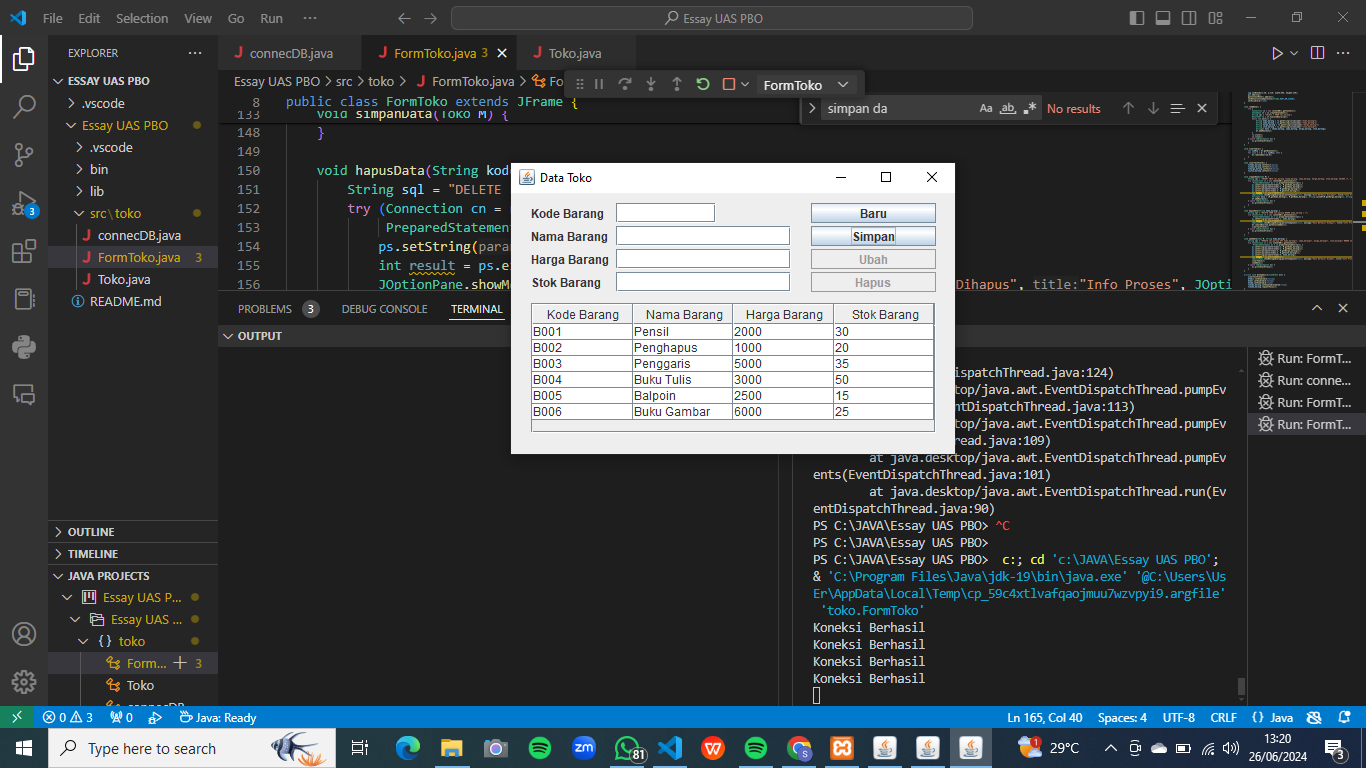 File Edit Selection View Go Run ··· Essay UAS PBO
EXPLORER ···
ESSAY UAS PBO
.vscode
Essay UAS PBO
.vscode
bin
lib
src\toko
connecDB.java
FormToko.java 3
Toko.java
README.md
OUTLINE
TIMELINE
JAVA PROJECTS
Essay UAS P...
Essay UAS ...
toko
Form... 3
Toko
3
connecDB.java
FormToko.java 3
Toko.java
Essay UAS PBO > src > toko > FormToko.java > Fo
FormToko
simpan da Aa ab No results
8 public class FormToko extends JFrame {
133 void simpanData(Toko M) {
148 }
149
150 void hapusData(String kod
151 String sql = "DELETE
152 try (Connection cn =
153 PreparedStatement
154 ps.setString(para
155 int result = ps.e
156 JOptionPane.showM Dihapus", title:"Info Proses", JOpti
Data Toko
Kode Barang Baru
Nama Barang Simpan
Harga Barang Ubah
Stok Barang Hapus
Kode Barang Nama Barang Harga Barang Stok Barang
B001 Pensil 2000 30
B002 Penghapus 1000 20
B003 Penggaris 5000 35
B004 Buku Tulis 3000 50
B005 Balpoin 2500 15
B006 Buku Gambar 6000 25
PROBLEMS 3 DEBUG CONSOLE TERMINAL
OUTPUT
spatchThread.java:124)
top/java.awt.EventDispatchThread.pumpEv
ntDispatchThread.java:113)
top/java.awt.EventDispatchThread.pumpEv
read.java:109)
at java.desktop/java.awt.EventDispatchThread.pumpEv
ents(EventDispatchThread.java:101)
at java.desktop/java.awt.EventDispatchThread.run(Ev
entDispatchThread.java:90)
PS C:\JAVA\Essay UAS PBO> ^C
PS C:\JAVA\Essay UAS PBO>
PS C:\JAVA\Essay UAS PBO> c:; cd 'c:\JAVA\Essay UAS PBO';
& 'C:\Program Files\Java\jdk-19\bin\java.exe' '@C:\Users\Us
Er\AppData\Local\Temp\cp_59c4xtlvafqaojmuu7wzvpyi9.argfile'
'toko.FormToko'
Koneksi Berhasil
Koneksi Berhasil
Koneksi Berhasil
Koneksi Berhasil
Run: FormT...
Run: conne...
Run: FormT...
Run: FormT...
0 3 0 Java: Ready Ln 165, Col 40 Spaces: 4 UTF-8 CRLF { } Java
Type here to search 81 29°C 13:20
26/06/2024 3